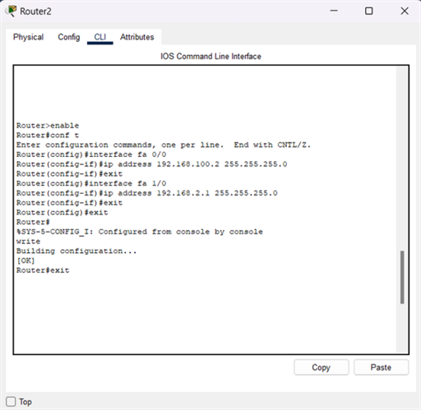 Router2
Physical Config CLI Attributes
IOS Command Line Interface
Router>enable
Router#conf t
Enter configuration commands, one per line.  End with CNTL/Z.
Router(config)#interface fa 0/0
Router(config-if)#ip address 192.168.100.2 255.255.255.0
Router(config-if)#exit
Router(config)#interface fa 1/0
Router(config-if)#ip address 192.168.2.1 255.255.255.0
Router(config-if)#exit
Router(config)#exit
Router#
%SYS-5-CONFIG_I: Configured from console by console
write
Building configuration...
[OK]
Router#exit
Copy Paste
Top